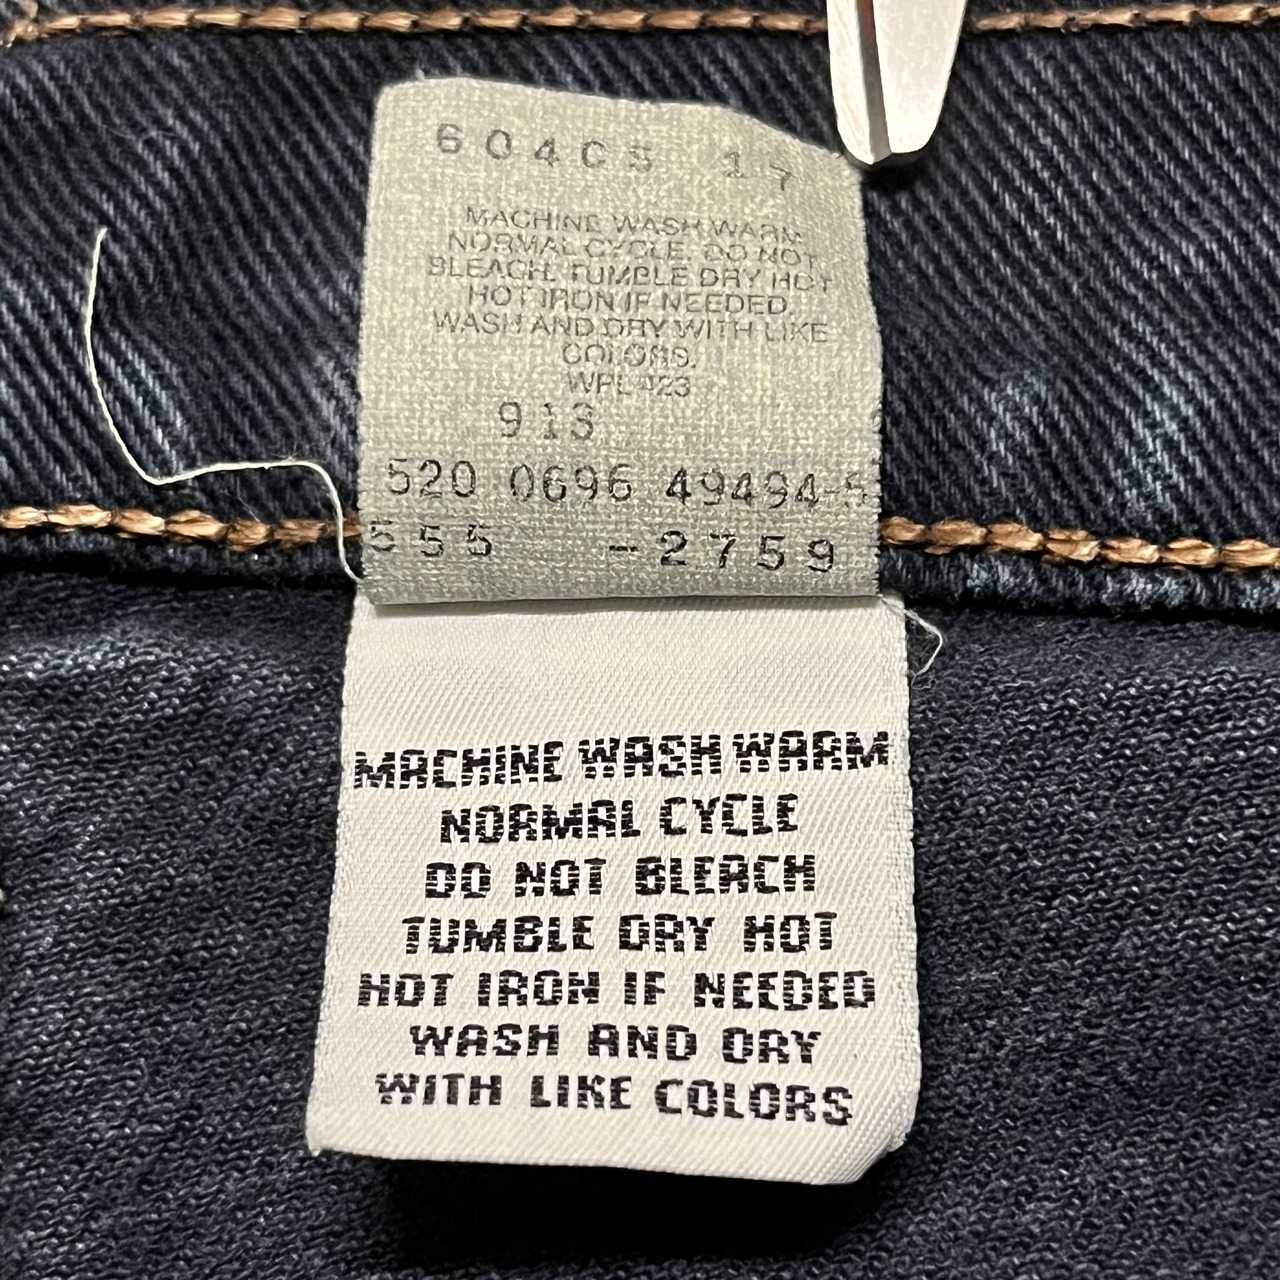 604CS 17
MACHINE WASH WARM
NORMAL CYCLE. DO NOT
BLEACH. TUMBLE DRY HOT
HOT IRON IF NEEDED.
WASH AND DRY WITH LIKE
COLORS.
WPL 423
913
520 0696 49494-5
555 -2759
MACHINE WASH WARM
NORMAL CYCLE
DO NOT BLEACH
TUMBLE DRY HOT
HOT IRON IF NEEDED
WASH AND DRY
WITH LIKE COLORS